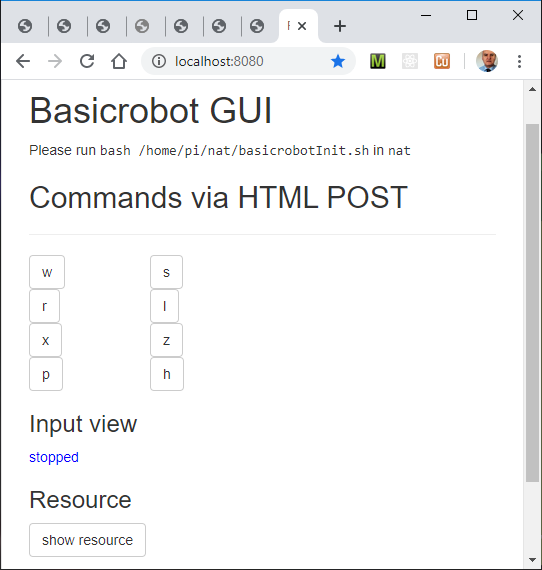 localhost:8080
Basicrobot GUI
Please run bash /home/pi/nat/basicrobotInit.sh in nat
Commands via HTML POST
w s
r l
x z
p h
Input view
stopped
Resource
show resource